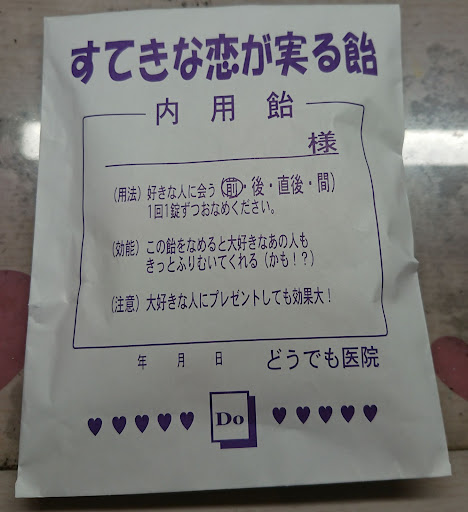 すてきな恋が実る飴
内用飴
様
(用法) 好きな人に会う (前)・後・直後・間)
1回1錠ずつおなめください。
(効能) この飴をなめると大好きなあの人も
きっとふりむいてくれる(かも!?)
(注意) 大好きな人にプレゼントしても効果大!
年 月 日 どうでも医院
♥♥♥♥♥ Do ♥♥♥♥♥